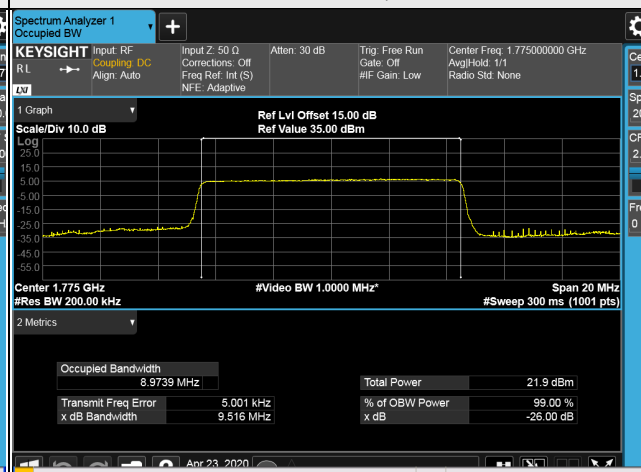 Spectrum Analyzer 1
Occupied BW
KEYSIGHT Input: RF Input Z: 50 Ω Atten: 30 dB Trig: Free Run Center Freq: 1.775000000 GHz
RL Coupling: DC Corrections: Off Gate: Off Avg|Hold: 1/1
Align: Auto Freq Ref: Int (S) #IF Gain: Low Radio Std: None
LXI NFE: Adaptive
1 Graph Ref Lvl Offset 15.00 dB
Scale/Div 10.0 dB Ref Value 35.00 dBm
Log
25.0
15.0
5.00
-5.00
-15.0
-25.0
-35.0
-45.0
-55.0
Center 1.775 GHz #Video BW 1.0000 MHz* Span 20 MHz
#Res BW 200.00 kHz #Sweep 300 ms (1001 pts)
2 Metrics
Occupied Bandwidth
8.9739 MHz Total Power 21.9 dBm
Transmit Freq Error 5.001 kHz % of OBW Power 99.00 %
x dB Bandwidth 9.516 MHz x dB -26.00 dB
Apr 23, 2020